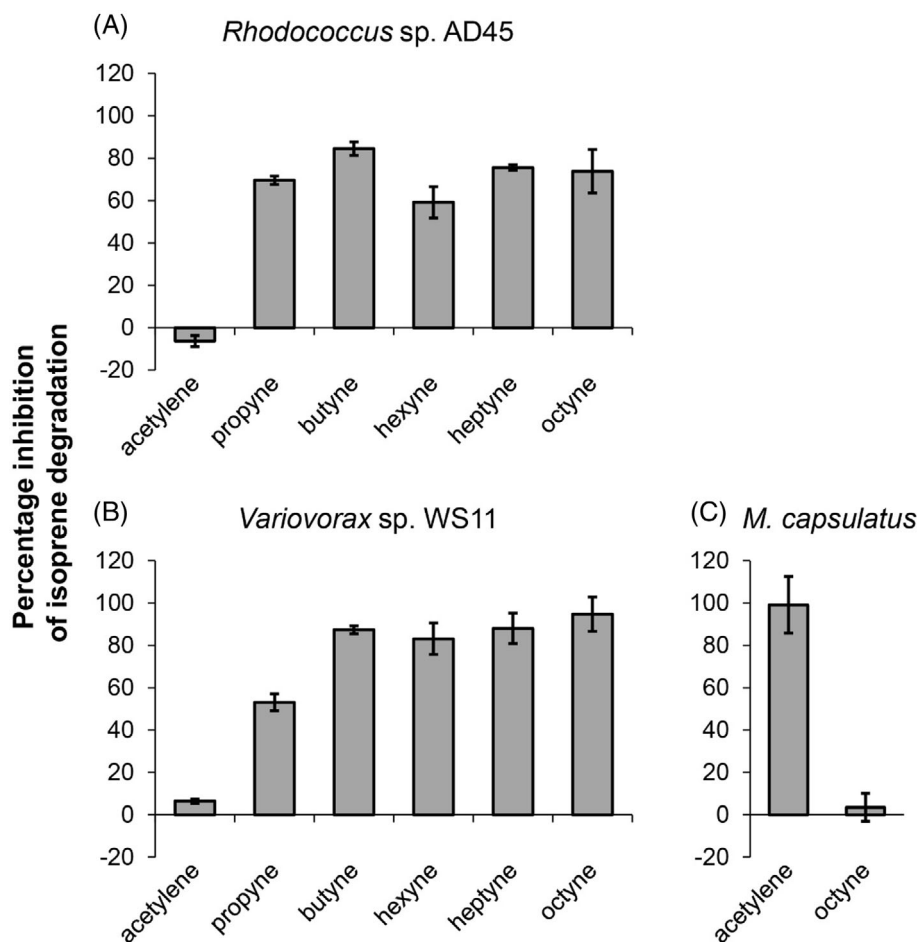 (A) Rhodococcus sp. AD45
120
100
80
60
40
20
0
-20
acetylene
propyne
butyne
hexyne
heptyne
octyne
Percentage inhibition
of isoprene degradation
(B) Variovorax sp. WS11
120
100
80
60
40
20
0
-20
acetylene
propyne
butyne
hexyne
heptyne
octyne
(C) M. capsulatus
120
100
80
60
40
20
0
-20
acetylene
octyne